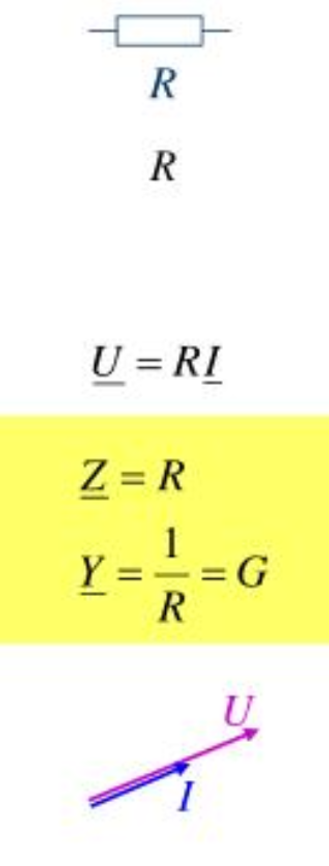 R
R
U̲ = RI̲
Z̲ = R
Y̲ = 1/R = G
U
I